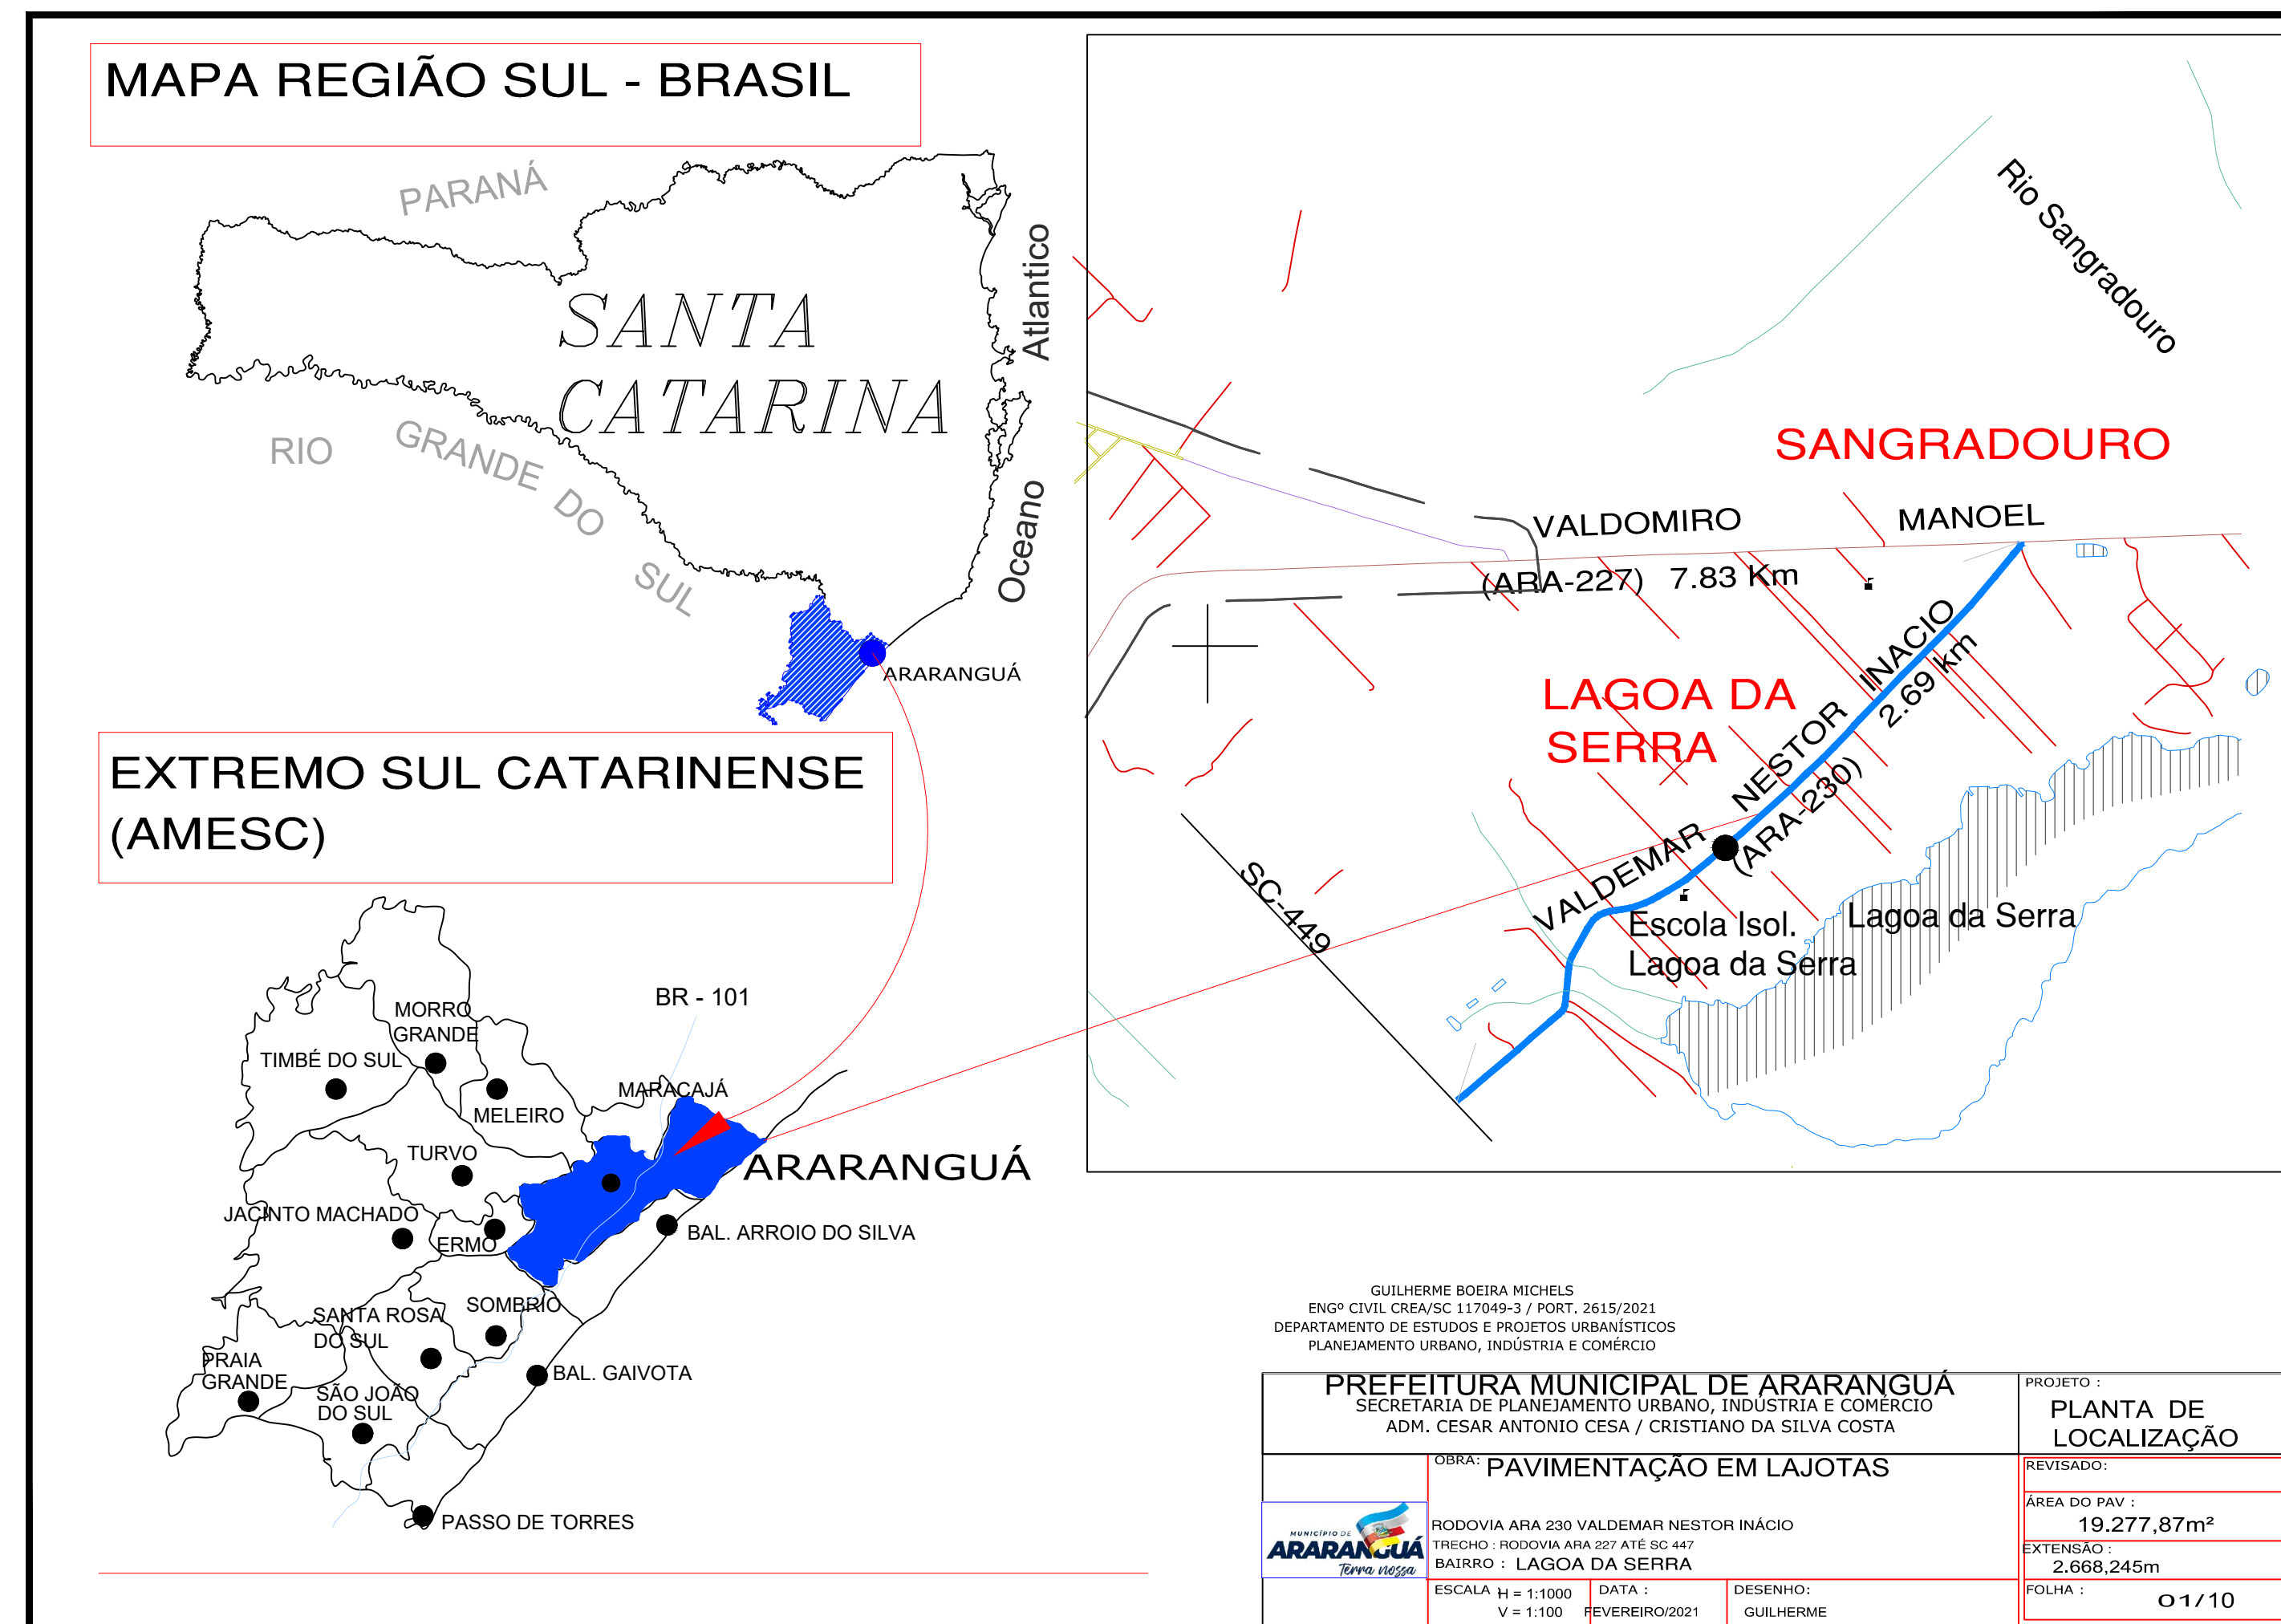 MAPA REGIÃO SUL - BRASIL
PARANÁ
SANTA
CATARINA
Atlantico
Oceano
RIO GRANDE DO SUL
ARARANGUÁ
EXTREMO SUL CATARINENSE
(AMESC)
BR - 101
MORRO
GRANDE
TIMBÉ DO SUL
MELEIRO
MARACAJÁ
TURVO
ARARANGUÁ
JACINTO MACHADO
ERMO
BAL. ARROIO DO SILVA
SANTA ROSA
DO SUL
SOMBRIO
PRAIA
GRANDE
BAL. GAIVOTA
SÃO JOÃO
DO SUL
PASSO DE TORRES
Rio Sangradouro
SANGRADOURO
VALDOMIRO MANOEL
(ARA-227) 7.83 Km
LAGOA DA
SERRA
VALDEMAR NESTOR INACIO
(ARA-230) 2.69 km
SC-449
Escola Isol.
Lagoa da Serra
Lagoa da Serra
GUILHERME BOEIRA MICHELS
ENGº CIVIL CREA/SC 117049-3 / PORT. 2615/2021
DEPARTAMENTO DE ESTUDOS E PROJETOS URBANÍSTICOS
PLANEJAMENTO URBANO, INDÚSTRIA E COMÉRCIO
PREFEITURA MUNICIPAL DE ARARANGUÁ
SECRETARIA DE PLANEJAMENTO URBANO, INDÚSTRIA E COMÉRCIO
ADM. CESAR ANTONIO CESA / CRISTIANO DA SILVA COSTA
PROJETO :
PLANTA DE
LOCALIZAÇÃO
OBRA: PAVIMENTAÇÃO EM LAJOTAS
REVISADO:
ÁREA DO PAV :
19.277,87m²
MUNICÍPIO DE
ARARANGUÁ
Terra nossa
RODOVIA ARA 230 VALDEMAR NESTOR INÁCIO
TRECHO : RODOVIA ARA 227 ATÉ SC 447
BAIRRO : LAGOA DA SERRA
EXTENSÃO :
2.668,245m
ESCALA : H = 1:1000
V = 1:100
DATA :
FEVEREIRO/2021
DESENHO:
GUILHERME
FOLHA : 01/10